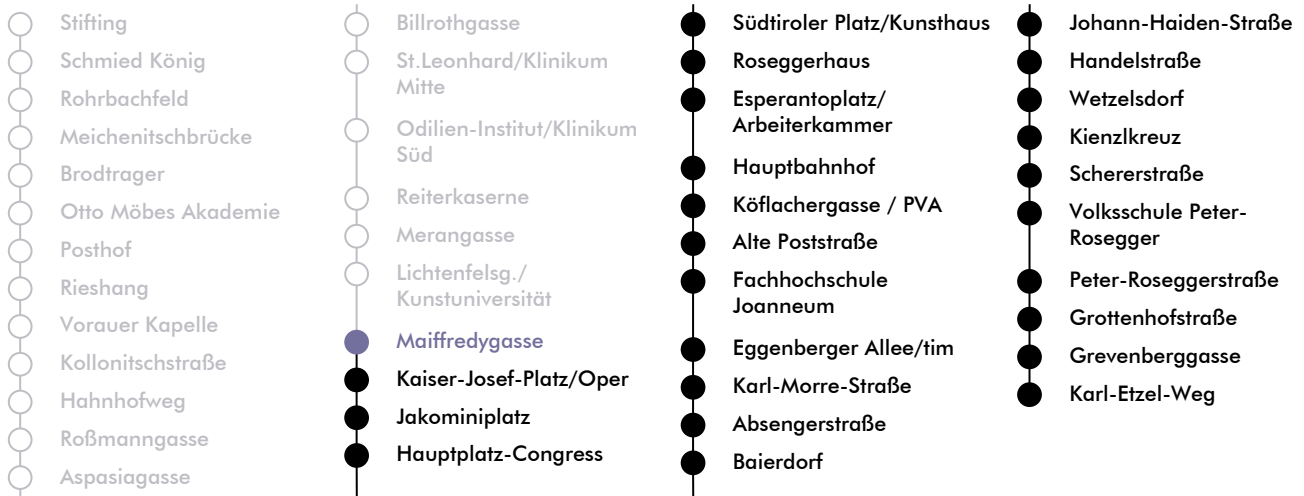 Stifting
Schmied König
Rohrbachfeld
Meichenitschbrücke
Brodtrager
Otto Möbes Akademie
Posthof
Rieshang
Vorauer Kapelle
Kollonitschstraße
Hahnhofweg
Roßmanngasse
Aspasiagasse
Billrothgasse
St.Leonhard/Klinikum
Mitte
Odilien-Institut/Klinikum
Süd
Reiterkaserne
Merangasse
Lichtenfelsg./
Kunstuniversität
Maiffredygasse
Kaiser-Josef-Platz/Oper
Jakominiplatz
Hauptplatz-Congress
Südtiroler Platz/Kunsthaus
Roseggerhaus
Esperantoplatz/
Arbeiterkammer
Hauptbahnhof
Köflachergasse / PVA
Alte Poststraße
Fachhochschule
Joanneum
Eggenberger Allee/tim
Karl-Morre-Straße
Absengerstraße
Baierdorf
Johann-Haiden-Straße
Handelstraße
Wetzelsdorf
Kienzlkreuz
Schererstraße
Volksschule Peter-
Rosegger
Peter-Roseggerstraße
Grottenhofstraße
Grevenberggasse
Karl-Etzel-Weg